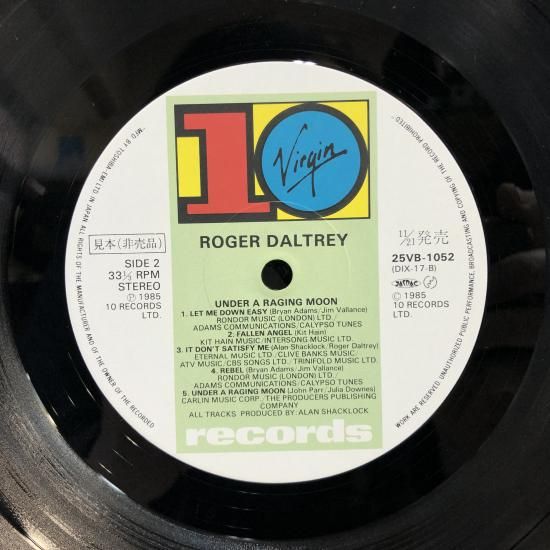 10
Virgin
ROGER DALTREY
見本(非売品)
SIDE 2
33⅓ RPM
STEREO
Ⓟ 1985
10 RECORDS
LTD.
11/21発売
25VB-1052
(DIX-17-B)
JASRAC
© 1985
10 RECORDS
LTD.
UNDER A RAGING MOON
1. LET ME DOWN EASY (Bryan Adams/Jim Vallance)
RONDOR MUSIC (LONDON) LTD./
ADAMS COMMUNICATIONS/CALYPSO TUNES
2. FALLEN ANGEL (Kit Hain)
KIT HAIN MUSIC/INTERSONG MUSIC LTD.
3. IT DON'T SATISFY ME (Alan Shacklock/Roger Daltrey)
ETERNAL MUSIC LTD./CLIVE BANKS MUSIC/
ATV MUSIC/CBS SONGS LTD./TRINIFOLD MUSIC LTD.
4. REBEL (Bryan Adams/Jim Vallance)
RONDOR MUSIC (LONDON) LTD./
ADAMS COMMUNICATIONS/CALYPSO TUNES
5. UNDER A RAGING MOON (John Parr/Julia Downes)
CARLIN MUSIC CORP./THE PRODUCERS PUBLISHING
COMPANY
ALL TRACKS PRODUCED BY: ALAN SHACKLOCK
records
"MF'D BY TOSHIBA-EMI LTD IN JAPAN ALL RIGHTS OF THE MANUFACTURER AND OF THE OWNER OF THE RECORDED
WORK ARE RESERVED. UNAUTHORIZED PUBLIC PERFORMANCE, BROADCASTING AND COPYING OF THE RECORD PROHIBITED"